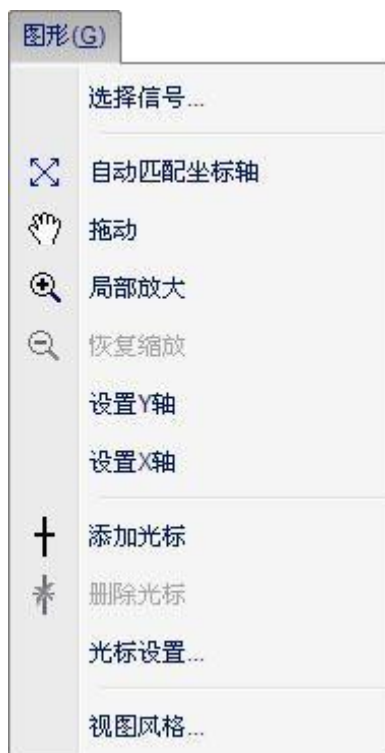 图形(G)
选择信号...
自动匹配坐标轴
拖动
局部放大
恢复缩放
设置Y轴
设置X轴
添加光标
删除光标
光标设置...
视图风格...